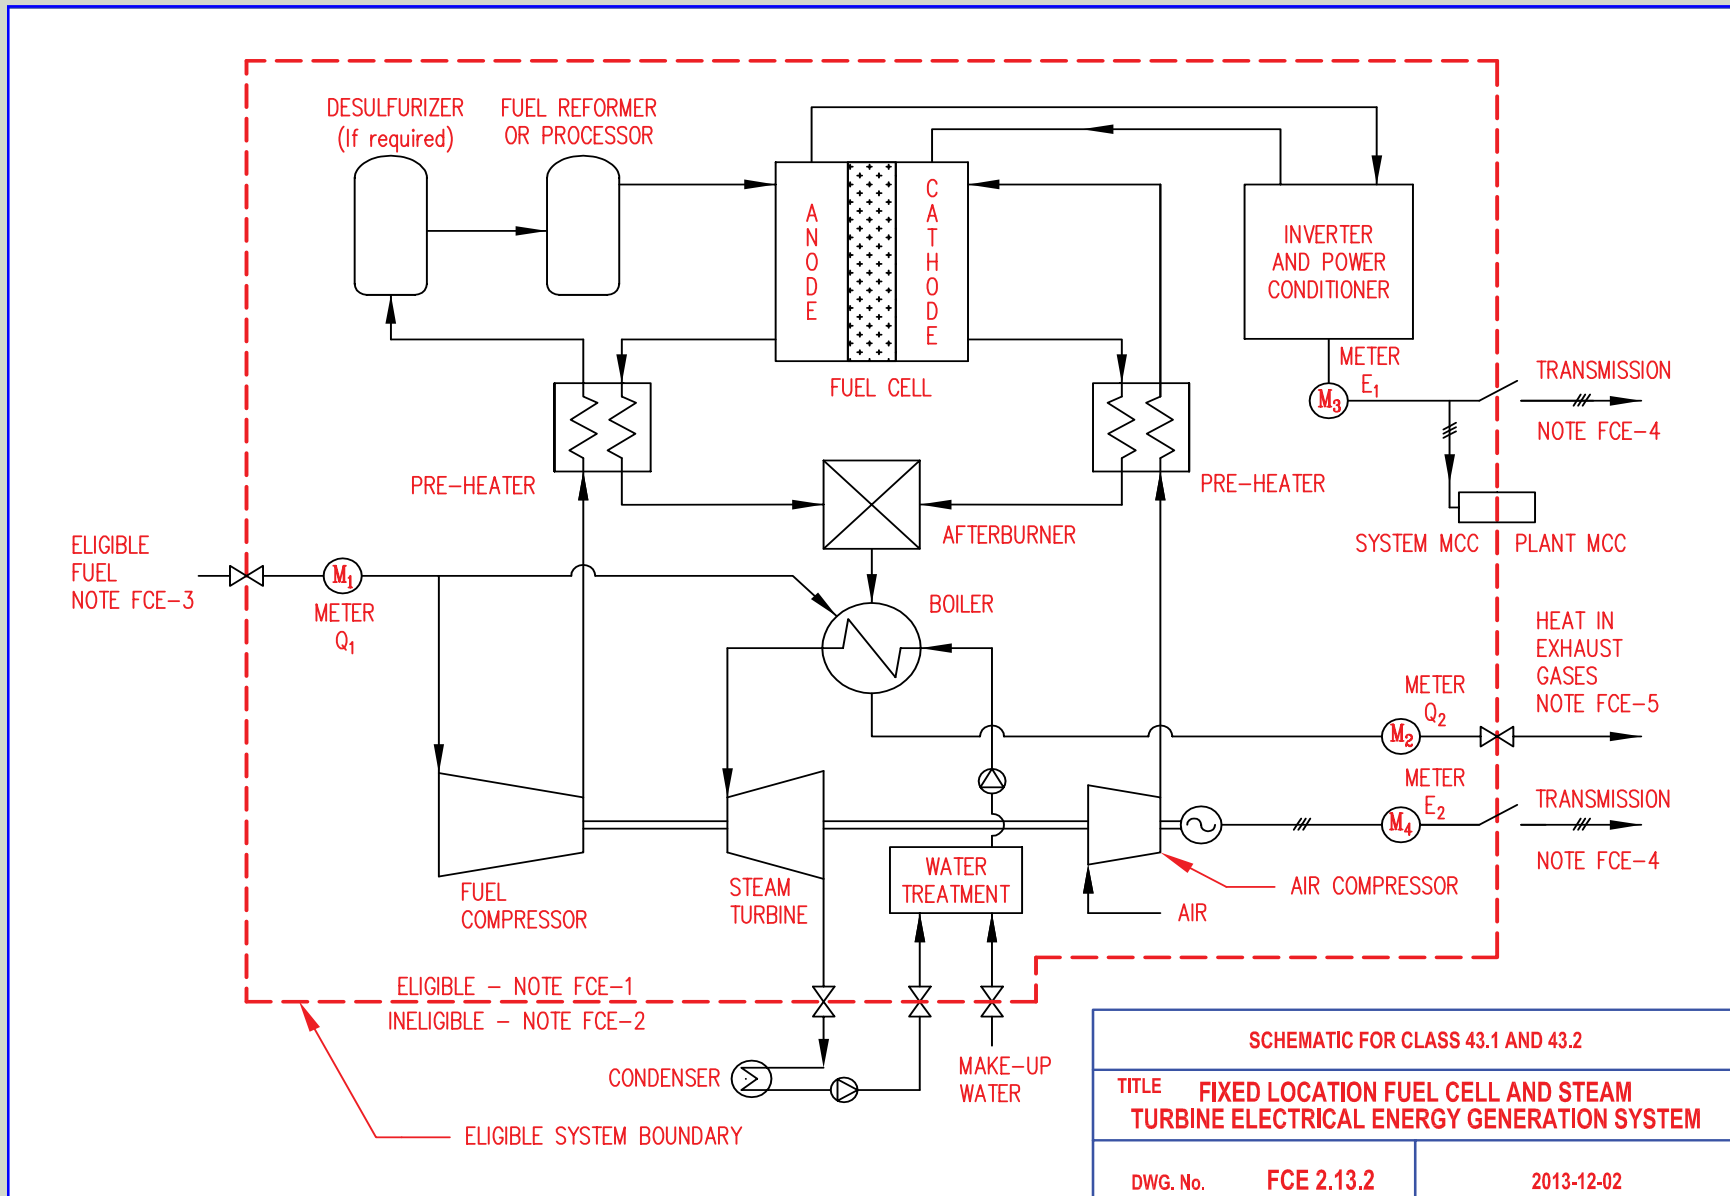 DESULFURIZER
(If required)
FUEL REFORMER
OR PROCESSOR
ANODE
CATHODE
FUEL CELL
INVERTER
AND POWER
CONDITIONER
METER
E1
M3
TRANSMISSION
NOTE FCE-4
PRE-HEATER
PRE-HEATER
AFTERBURNER
SYSTEM MCC
PLANT MCC
ELIGIBLE
FUEL
NOTE FCE-3
M1
METER
Q1
BOILER
HEAT IN
EXHAUST
GASES
NOTE FCE-5
METER
Q2
M2
METER
E2
M4
TRANSMISSION
NOTE FCE-4
FUEL
COMPRESSOR
STEAM
TURBINE
WATER
TREATMENT
AIR COMPRESSOR
AIR
ELIGIBLE - NOTE FCE-1
INELIGIBLE - NOTE FCE-2
CONDENSER
MAKE-UP
WATER
ELIGIBLE SYSTEM BOUNDARY
SCHEMATIC FOR CLASS 43.1 AND 43.2
TITLE FIXED LOCATION FUEL CELL AND STEAM
TURBINE ELECTRICAL ENERGY GENERATION SYSTEM
DWG. No. FCE 2.13.2
2013-12-02